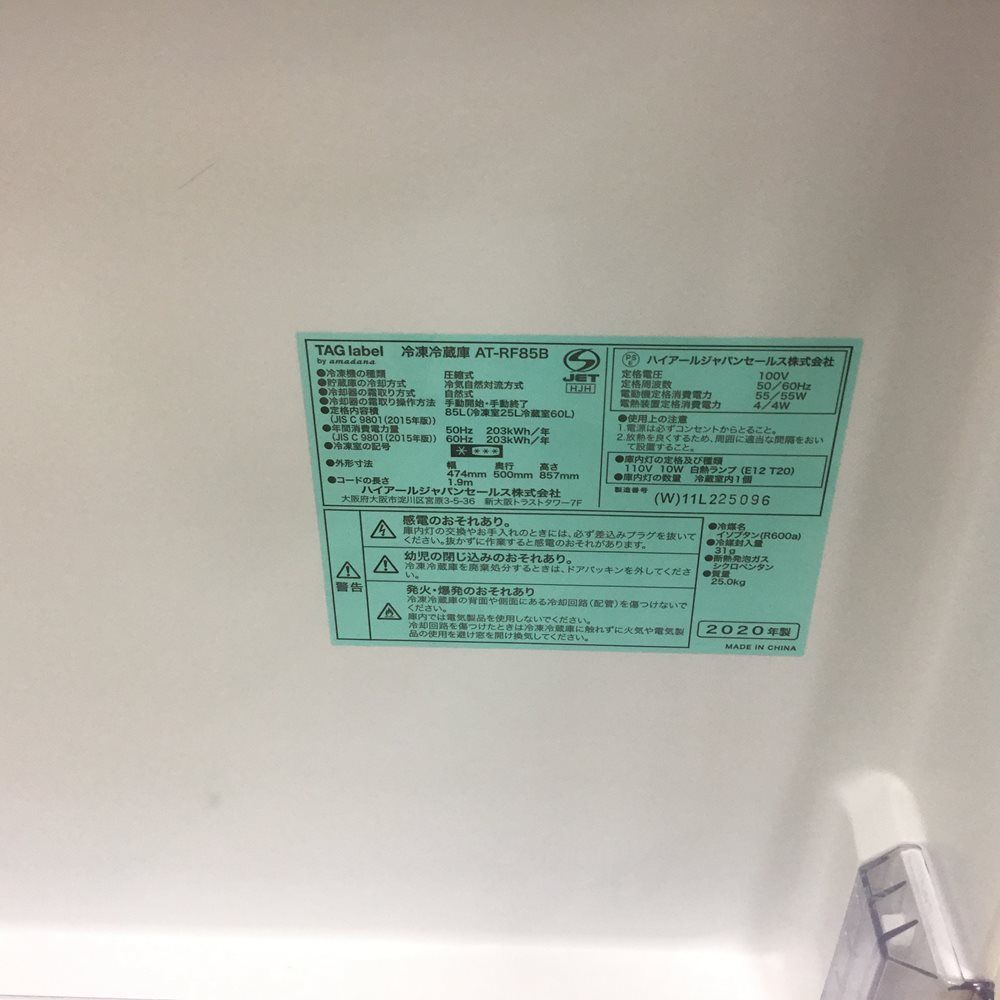 TAG label 冷凍冷蔵庫 AT-RF85B
by amadana
●冷凍機の種類 圧縮式
●貯蔵庫の冷却方式 冷気自然対流方式
●冷却器の霜取り方式 自然式
●冷却器の霜取り操作方法 手動開始・手動終了
●定格内容積 85L(冷凍室25L冷蔵室60L)
(JIS C 9801(2015年版))
●年間消費電力量 50Hz 203kWh/年
(JIS C 9801(2015年版)) 60Hz 203kWh/年
●冷凍室の記号
●外形寸法 幅 奥行 高さ
474mm 500mm 857mm
●コードの長さ 1.9m
ハイアールジャパンセールス株式会社
大阪府大阪市淀川区宮原3-5-36 新大阪トラストタワー7F
JET
HJH
PS E ハイアールジャパンセールス株式会社
定格電圧 100V
定格周波数 50/60Hz
電動機定格消費電力 55/55W
電熱装置定格消費電力 4/4W
●使用上の注意
1.電源は必ずコンセントからとること。
2.放熱を良くするため、周囲に適当な間隔をおい
て設置すること。
●庫内灯の定格及び種類
110V 10W 白熱ランプ(E12 T20)
●庫内灯の数量 冷蔵室内1個
製造番号 (W)11L225096
警告
感電のおそれあり。
庫内灯の交換やお手入れのときには、必ず差込みプラグを抜いて
ください。抜かずに作業すると感電のおそれがあります。
幼児の閉じ込みのおそれあり。
冷凍冷蔵庫を廃棄処分するときは、ドアパッキンを外してくださ
い。
発火・爆発のおそれあり
冷凍冷蔵庫の背面や側面にある冷却回路(配管)を傷つけないで
ください。
庫内では電気製品を使用しないでください。
冷却回路を傷つけたときは冷凍冷蔵庫に触れずに火気や電気製
品の使用を避け窓を開け換気してください。
●冷媒名
イソブタン(R600a)
●冷媒封入量
31g
●断熱発泡ガス
シクロペンタン
●質量
25.0kg
2020年製
MADE IN CHINA